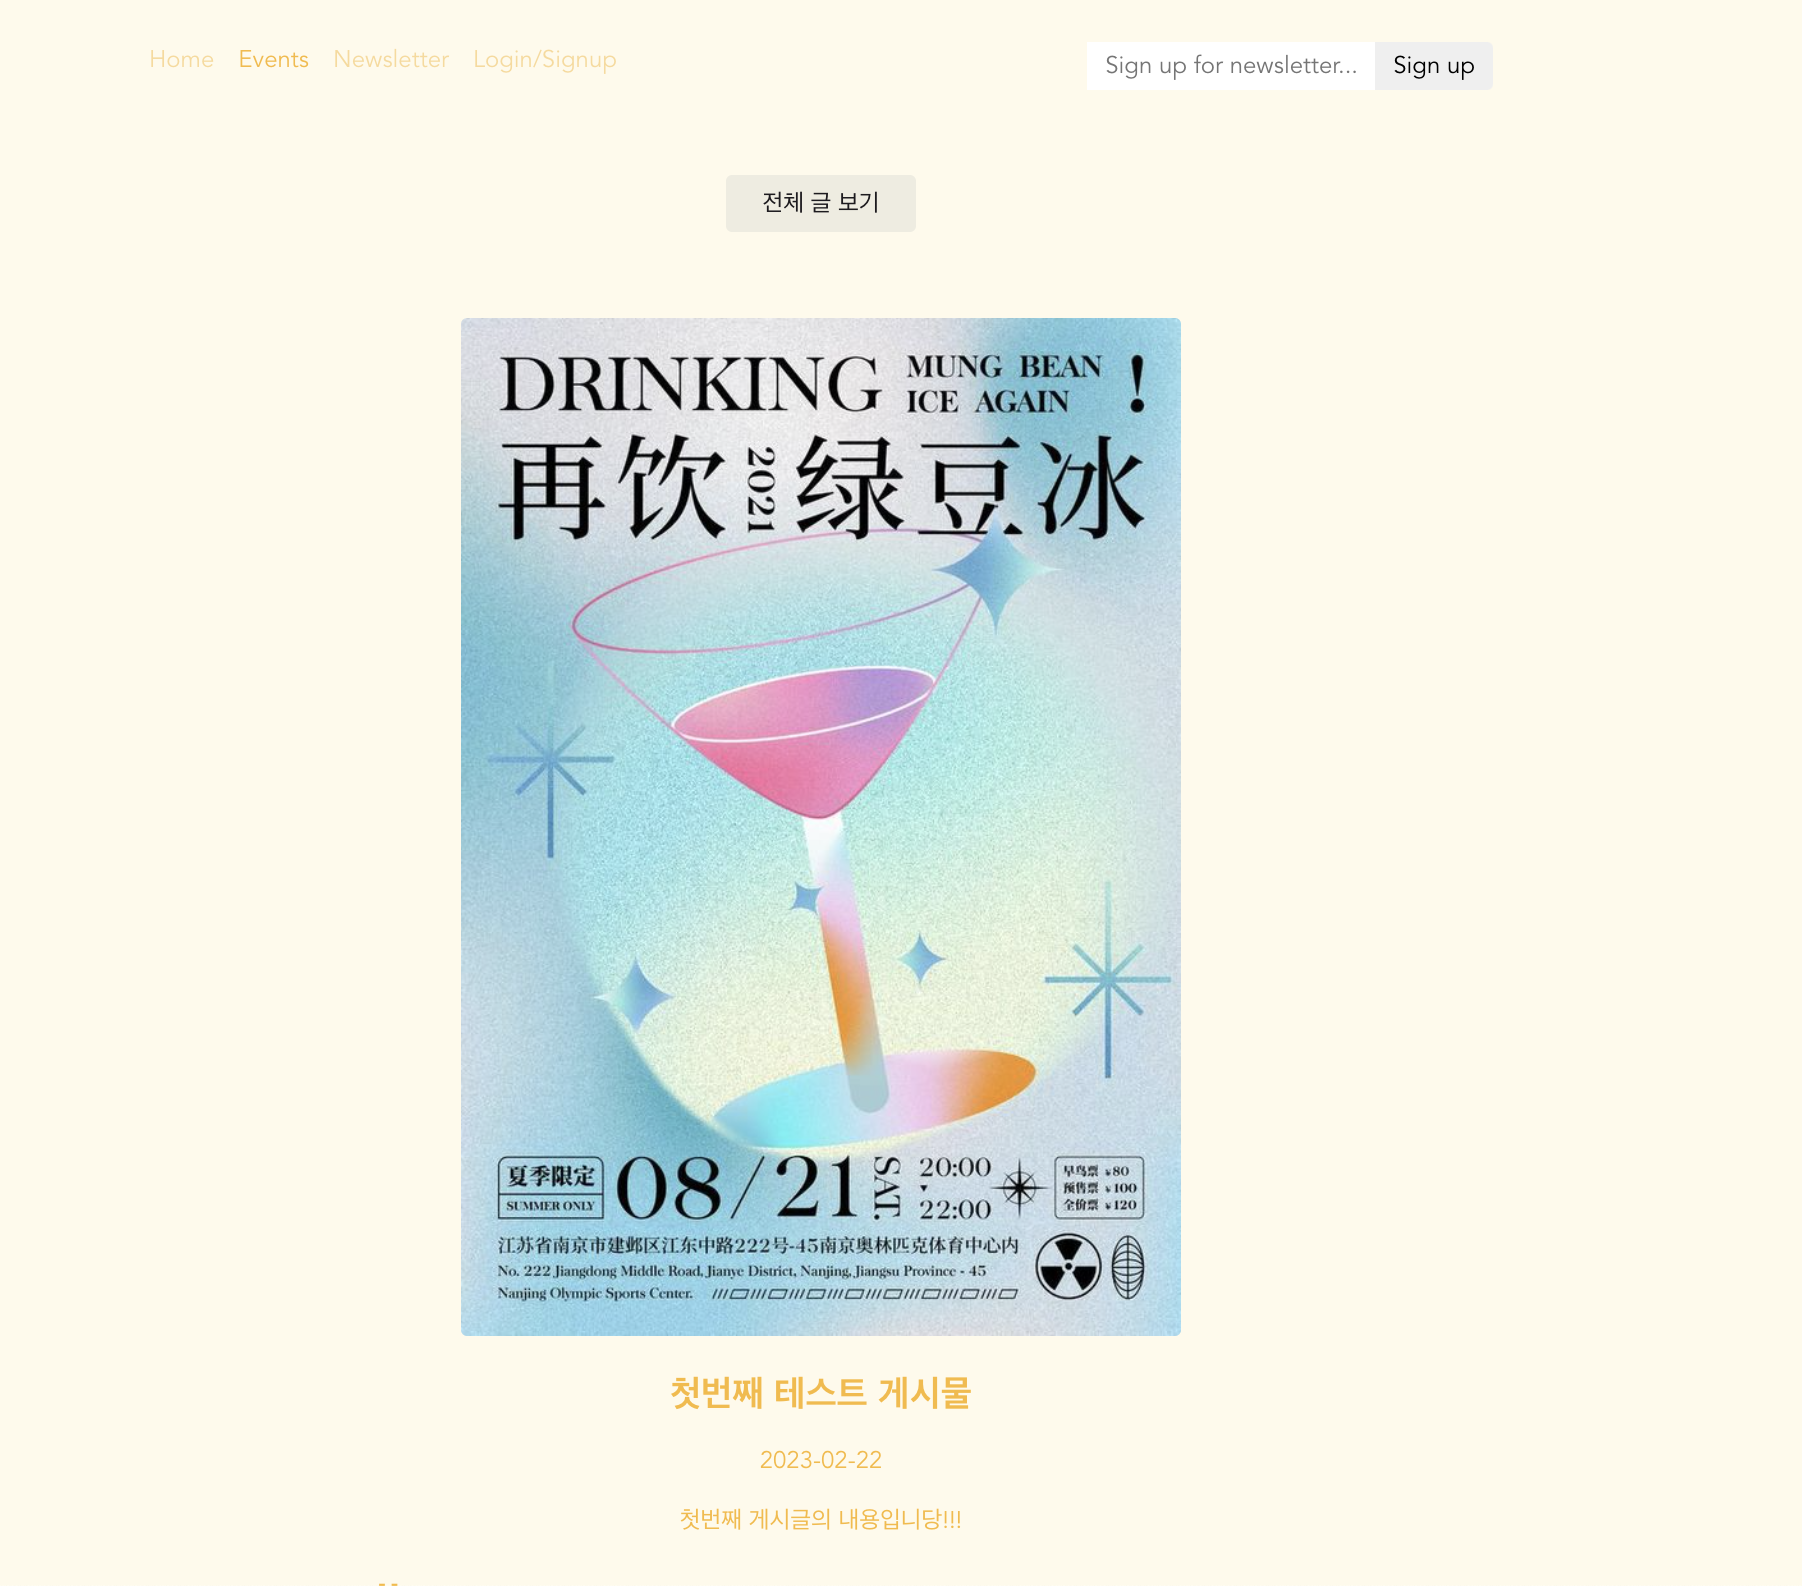 Home Events Newsletter Login/Signup
Sign up for newsletter... Sign up
전체 글 보기
DRINKING MUNG BEAN ICE AGAIN !
再饮 2021 绿豆冰
夏季限定
SUMMER ONLY
08/21 SAT. 20:00 22:00
早鸟票 ¥80
预售票 ¥100
全价票 ¥120
江苏省南京市建邺区江东中路222号-45南京奥林匹克体育中心内
No. 222 Jiangdong Middle Road, Jianye District, Nanjing, Jiangsu Province - 45
Nanjing Olympic Sports Center.
첫번째 테스트 게시물
2023-02-22
첫번째 게시글의 내용입니당!!!